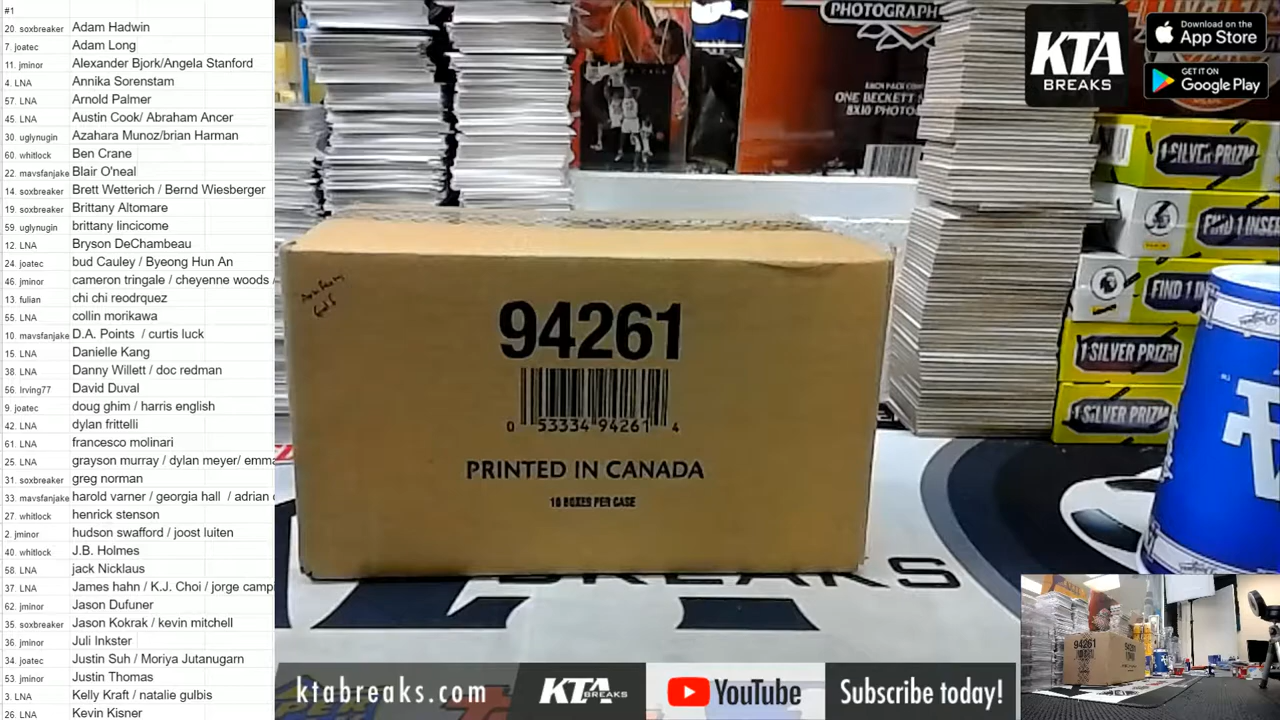 #1
20. soxbreaker Adam Hadwin
7. joatec Adam Long
11. jminor Alexander Bjork/Angela Stanford
4. LNA Annika Sorenstam
57. LNA Arnold Palmer
45. LNA Austin Cook/ Abraham Ancer
30. uglynugin Azahara Munoz/brian Harman
60. whitlock Ben Crane
22. mavsfanjake Blair O'neal
14. soxbreaker Brett Wetterich / Bernd Wiesberger
19. soxbreaker Brittany Altomare
59. uglynugin brittany lincicome
12. LNA Bryson DeChambeau
24. joatec bud Cauley / Byeong Hun An
46. jminor cameron tringale / cheyenne woods /
13. fulian chi chi reodrquez
55. LNA collin morikawa
10. mavsfanjake D.A. Points / curtis luck
15. LNA Danielle Kang
38. LNA Danny Willett / doc redman
56. Irving77 David Duval
9. joatec doug ghim / harris english
42. LNA dylan frittelli
61. LNA francesco molinari
25. LNA grayson murray / dylan meyer/ emma
31. soxbreaker greg norman
33. mavsfanjake harold varner / georgia hall / adrian
27. whitlock henrick stenson
2. jminor hudson swafford / joost luiten
40. whitlock J.B. Holmes
58. LNA jack Nicklaus
37. LNA James hahn / K.J. Choi / jorge camp
62. jminor Jason Dufuner
35. soxbreaker Jason Kokrak / kevin mitchell
36. jminor Juli Inkster
34. joatec Justin Suh / Moriya Jutanugarn
53. jminor Justin Thomas
3. LNA Kelly Kraft / natalie gulbis
26. LNA Kevin Kisner
PHOTOGRAPH
EACH PACK
ONE BECKETT
8X10 PHOTO
KTA
BREAKS
Download on the
App Store
GET IT ON
Google Play
1 SILVER PRIZM
FIND 1 INSE
FIND 1 IN
1 SILVER PRIZM
1 SILVER PRIZM
94261
0 53334 94261 4
PRINTED IN CANADA
10 BOXES PER CASE
BREAKS
94261
ktabreaks.com
KTA BREAKS
YouTube
Subscribe today!